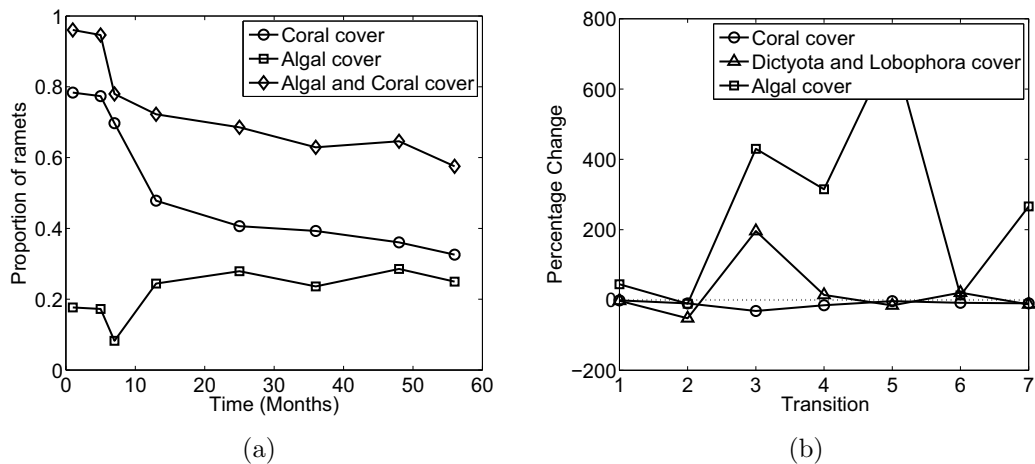 1
0.8
0.6
0.4
0.2
0
0 10 20 30 40 50 60
Proportion of ramets
Time (Months)
Coral cover
Algal cover
Algal and Coral cover
(a)
800
600
400
200
0
−200
1 2 3 4 5 6 7
Percentage Change
Transition
Coral cover
Dictyota and Lobophora cover
Algal cover
(b)